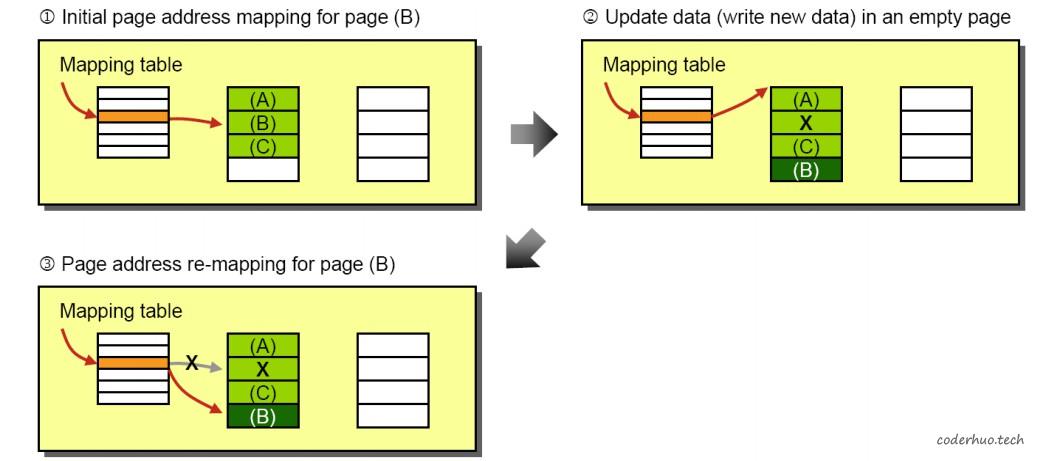 ① Initial page address mapping for page (B)
Mapping table
(A)
(B)
(C)
② Update data (write new data) in an empty page
Mapping table
(A)
X
(C)
(B)
③ Page address re-mapping for page (B)
Mapping table
X
(A)
X
(C)
(B)
coderhuo.tech